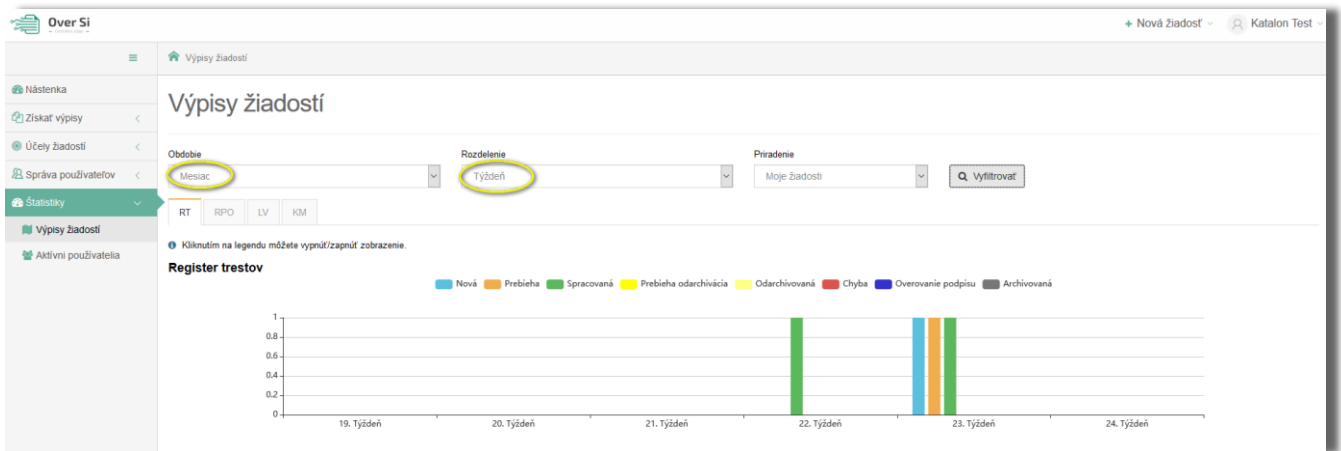 Over Si
+ Nová žiadosť
Katalon Test
Výpisy žiadostí
Nástenka
Získať výpisy
Účely žiadostí
Správa používateľov
Štatistiky
Výpisy žiadostí
Aktívni používatelia
Výpisy žiadostí
Obdobie
Rozdelenie
Priradenie
Mesiac
Týždeň
Moje žiadosti
Vyfiltrovať
RT RPO LV KM
Kliknutím na legendu môžete vypnúť/zapnúť zobrazenie.
Register trestov
Nová Prebieha Spracovaná Prebieha odarchivácia Odarchivovaná Chyba Overovanie podpisu Archivovaná
1
0.8
0.6
0.4
0.2
0
19. Týždeň 20. Týždeň 21. Týždeň 22. Týždeň 23. Týždeň 24. Týždeň